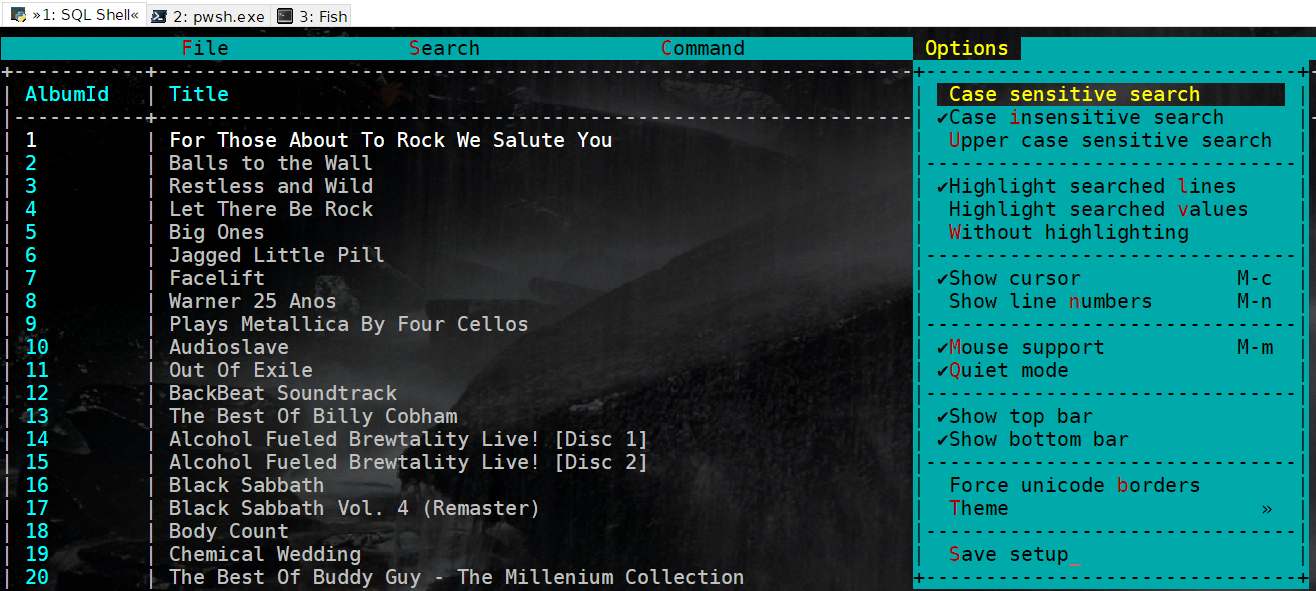 »1: SQL Shell« 2: pwsh.exe 3: Fish
File Search Command Options
AlbumId | Title
1 | For Those About To Rock We Salute You
2 | Balls to the Wall
3 | Restless and Wild
4 | Let There Be Rock
5 | Big Ones
6 | Jagged Little Pill
7 | Facelift
8 | Warner 25 Anos
9 | Plays Metallica By Four Cellos
10 | Audioslave
11 | Out Of Exile
12 | BackBeat Soundtrack
13 | The Best Of Billy Cobham
14 | Alcohol Fueled Brewtality Live! [Disc 1]
15 | Alcohol Fueled Brewtality Live! [Disc 2]
16 | Black Sabbath
17 | Black Sabbath Vol. 4 (Remaster)
18 | Body Count
19 | Chemical Wedding
20 | The Best Of Buddy Guy - The Millenium Collection
Case sensitive search
✔Case insensitive search
Upper case sensitive search
✔Highlight searched lines
Highlight searched values
Without highlighting
✔Show cursor M-c
Show line numbers M-n
✔Mouse support M-m
✔Quiet mode
✔Show top bar
✔Show bottom bar
Force unicode borders
Theme »
Save setup_